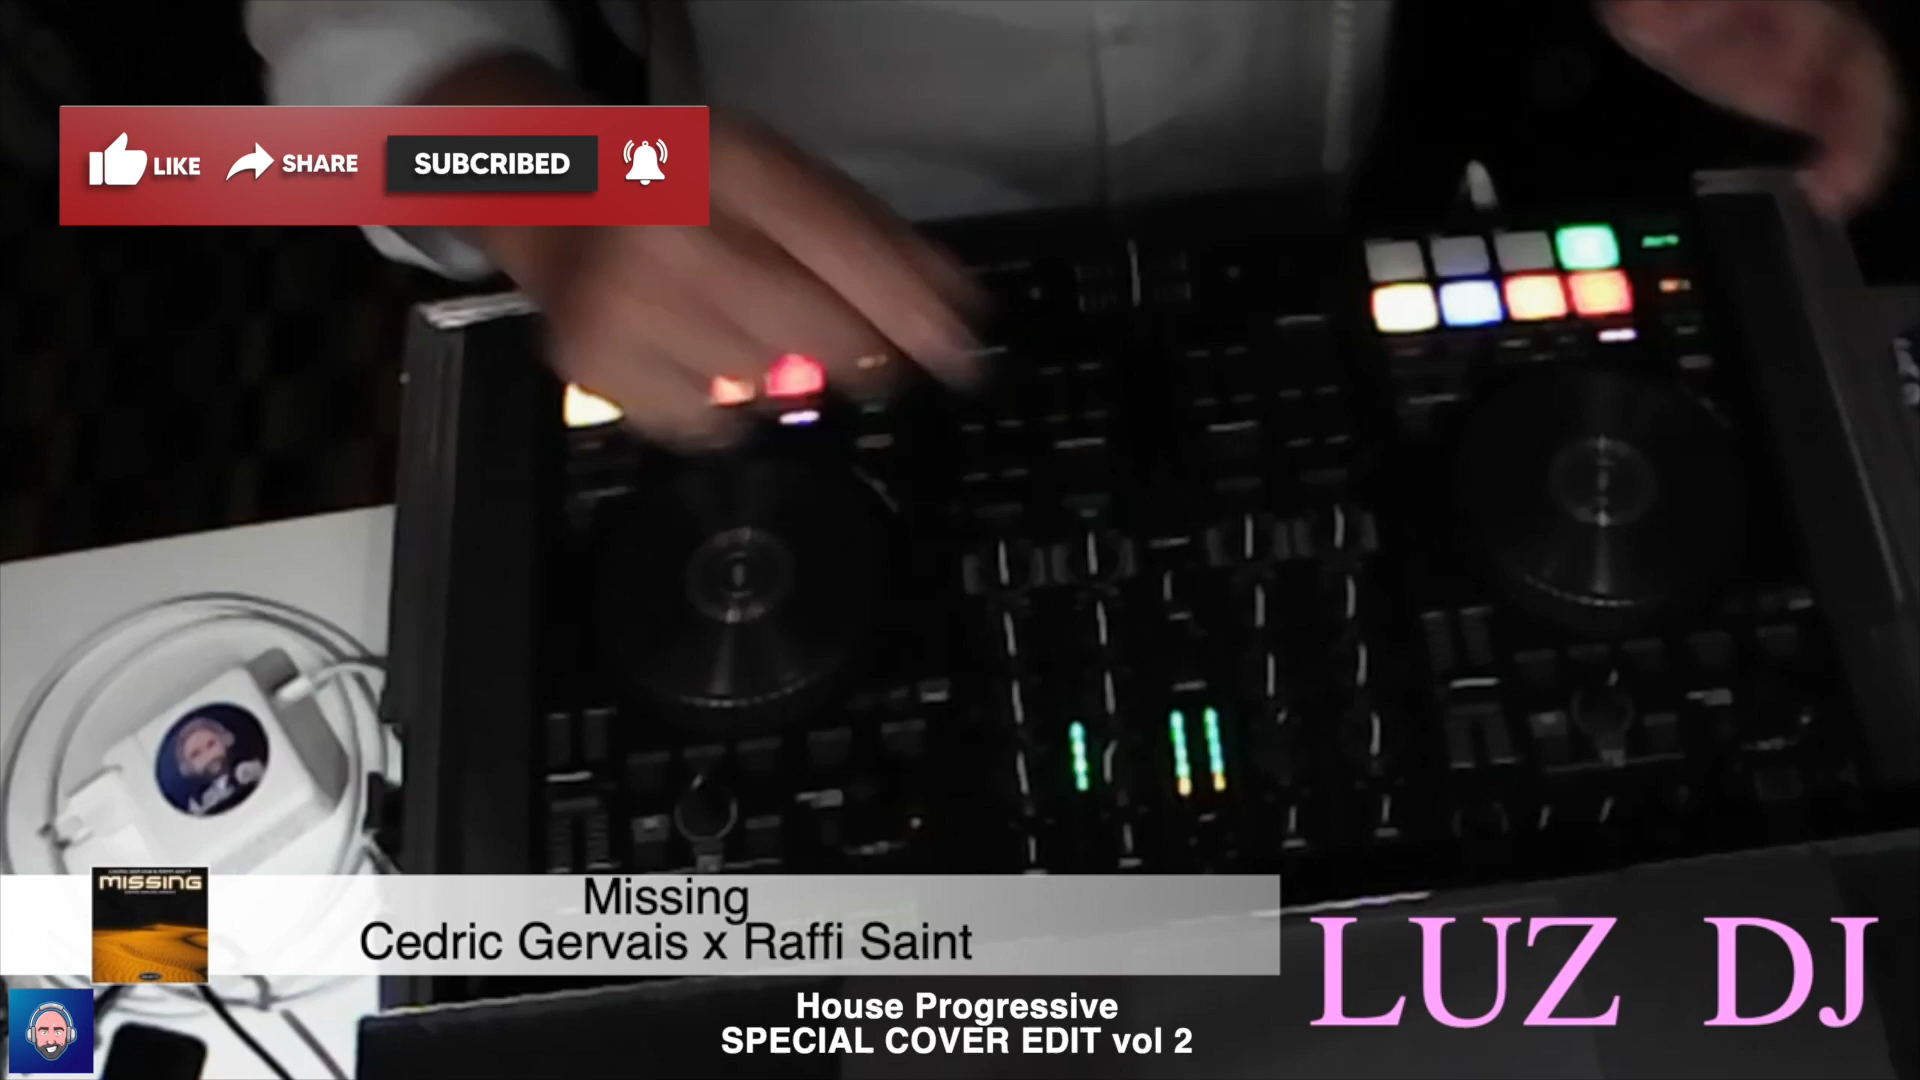 LIKE
SHARE
SUBCRIBED
MISSING
Missing
Cedric Gervais x Raffi Saint
LUZ DJ
House Progressive
SPECIAL COVER EDIT vol 2